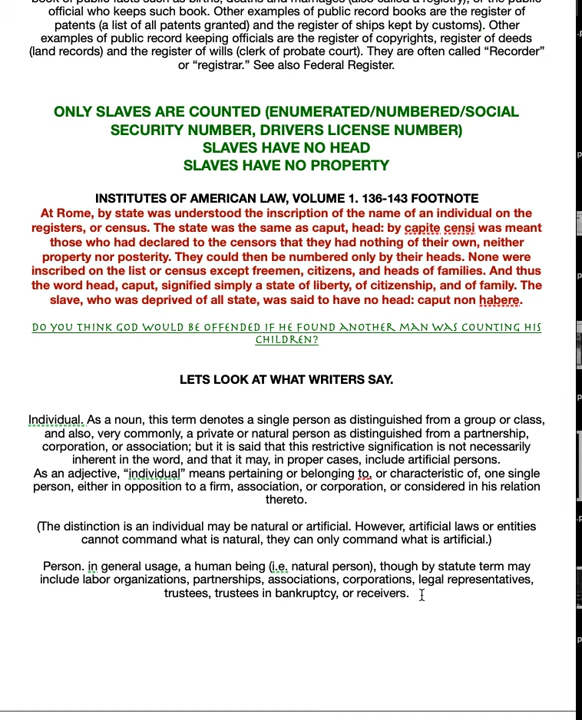 book of public facts such as births, deaths and marriages (also called a registry), or the public
official who keeps such book. Other examples of public record books are the register of
patents (a list of all patents granted) and the register of ships kept by customs). Other
examples of public record keeping officials are the register of copyrights, register of deeds
(land records) and the register of wills (clerk of probate court). They are often called “Recorder”
or “registrar.” See also Federal Register.
ONLY SLAVES ARE COUNTED (ENUMERATED/NUMBERED/SOCIAL
SECURITY NUMBER, DRIVERS LICENSE NUMBER)
SLAVES HAVE NO HEAD
SLAVES HAVE NO PROPERTY
INSTITUTES OF AMERICAN LAW, VOLUME 1. 136-143 FOOTNOTE
At Rome, by state was understood the inscription of the name of an individual on the
registers, or census. The state was the same as caput, head: by capite censi was meant
those who had declared to the censors that they had nothing of their own, neither
property nor posterity. They could then be numbered only by their heads. None were
inscribed on the list or census except freemen, citizens, and heads of families. And thus
the word head, caput, signified simply a state of liberty, of citizenship, and of family. The
slave, who was deprived of all state, was said to have no head: caput non habere.
DO YOU THINK GOD WOULD BE OFFENDED IF HE FOUND ANOTHER MAN WAS COUNTING HIS
CHILDREN?
LETS LOOK AT WHAT WRITERS SAY.
Individual. As a noun, this term denotes a single person as distinguished from a group or class,
and also, very commonly, a private or natural person as distinguished from a partnership,
corporation, or association; but it is said that this restrictive signification is not necessarily
inherent in the word, and that it may, in proper cases, include artificial persons.
As an adjective, “individual” means pertaining or belonging to, or characteristic of, one single
person, either in opposition to a firm, association, or corporation, or considered in his relation
thereto.
(The distinction is an individual may be natural or artificial. However, artificial laws or entities
cannot command what is natural, they can only command what is artificial.)
Person. in general usage, a human being (i.e. natural person), though by statute term may
include labor organizations, partnerships, associations, corporations, legal representatives,
trustees, trustees in bankruptcy, or receivers.